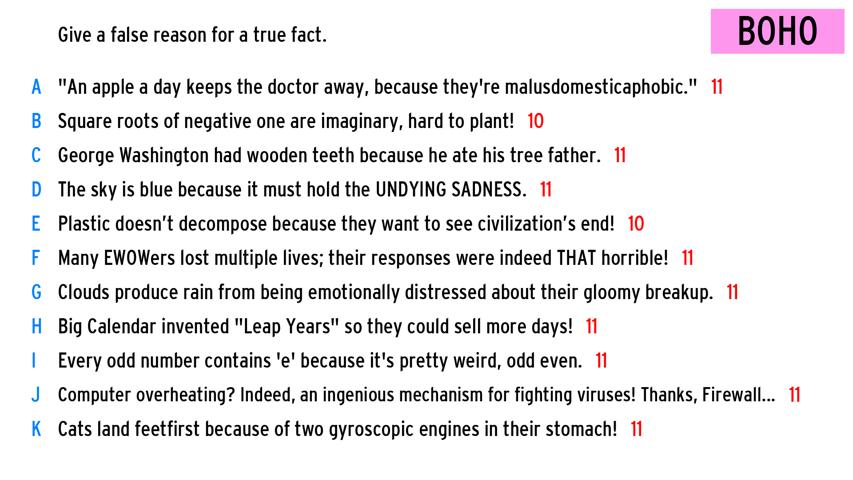 Give a false reason for a true fact.
BOHO
A "An apple a day keeps the doctor away, because they're malusdomesticaphobic." 11
B Square roots of negative one are imaginary, hard to plant! 10
C George Washington had wooden teeth because he ate his tree father. 11
D The sky is blue because it must hold the UNDYING SADNESS. 11
E Plastic doesn’t decompose because they want to see civilization’s end! 10
F Many EWOWers lost multiple lives; their responses were indeed THAT horrible! 11
G Clouds produce rain from being emotionally distressed about their gloomy breakup. 11
H Big Calendar invented "Leap Years" so they could sell more days! 11
I Every odd number contains 'e' because it's pretty weird, odd even. 11
J Computer overheating? Indeed, an ingenious mechanism for fighting viruses! Thanks, Firewall... 11
K Cats land feetfirst because of two gyroscopic engines in their stomach! 11